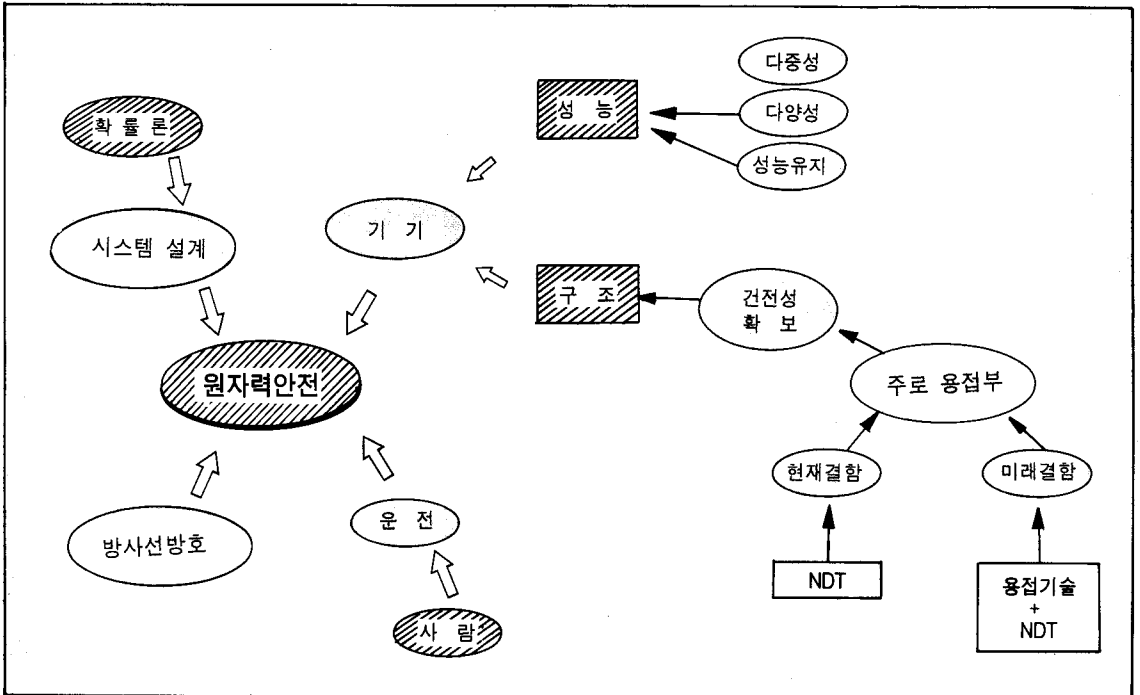 다중성
성 능
다양성
확 률 론
성능유지
기 기
시스템 설계
구 조
건전성
확 보
원자력안전
주로 용접부
현재결함
미래결함
운 전
방사선방호
NDT
용접기술
+
NDT
사 람